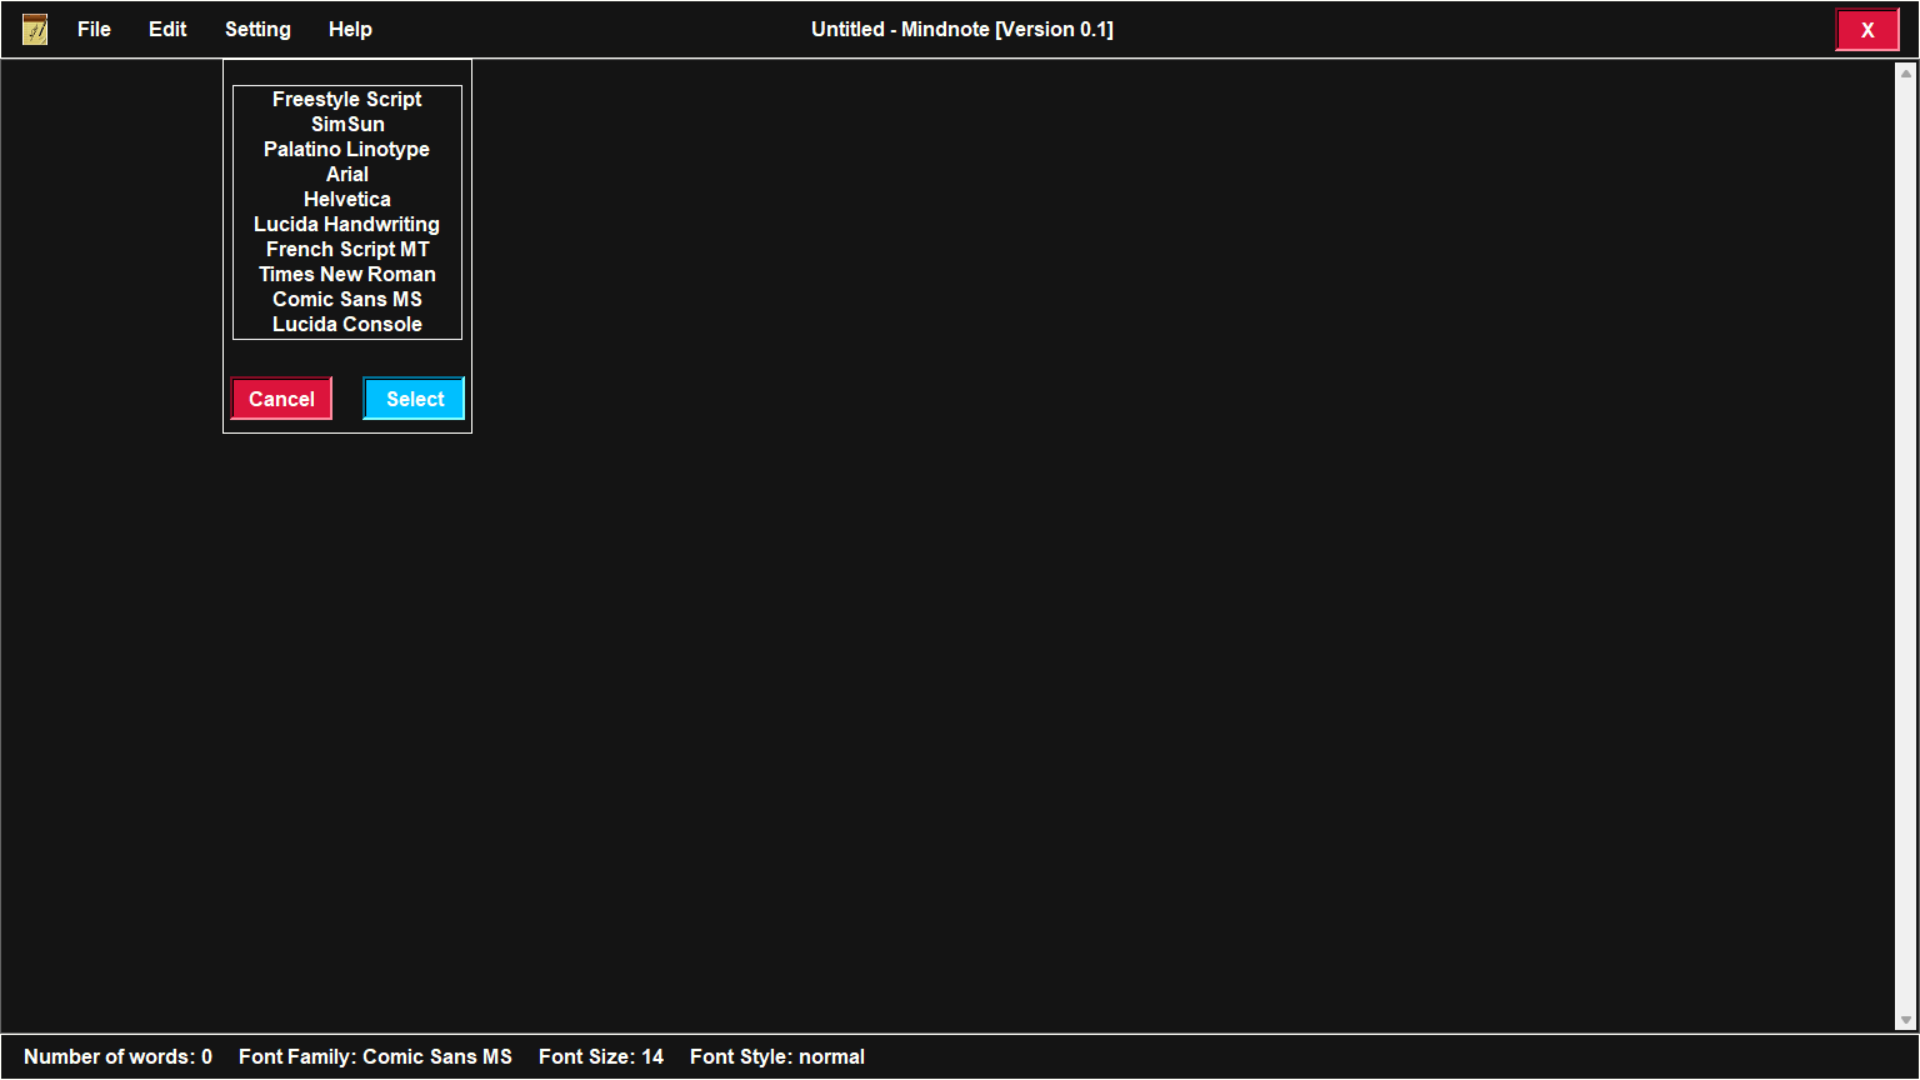 File Edit Setting Help Untitled - Mindnote [Version 0.1] X
Freestyle Script
SimSun
Palatino Linotype
Arial
Helvetica
Lucida Handwriting
French Script MT
Times New Roman
Comic Sans MS
Lucida Console
Cancel Select
Number of words: 0 Font Family: Comic Sans MS Font Size: 14 Font Style: normal